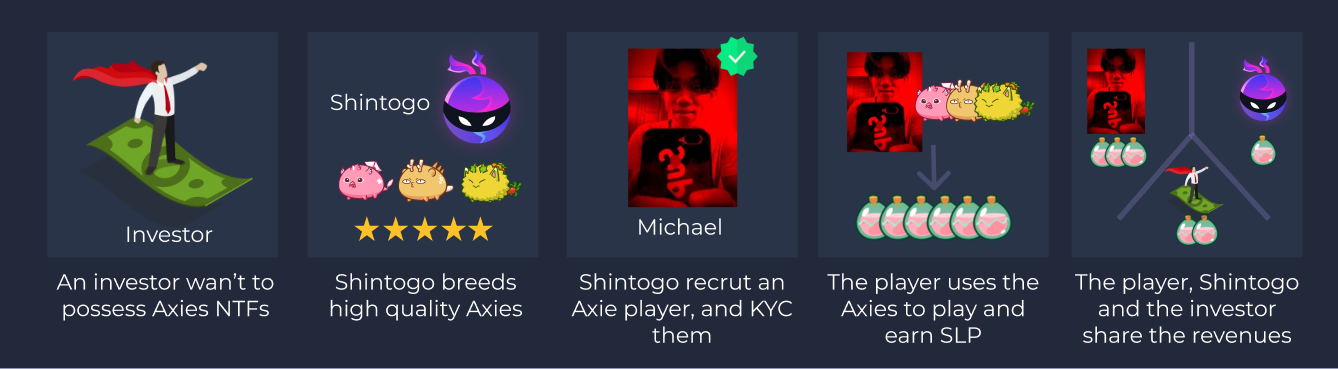 Investor
An investor wan't to
possess Axies NTFs
Shintogo
Shintogo breeds
high quality Axies
Michael
Shintogo recrut an
Axie player, and KYC
them
The player uses the
Axies to play and
earn SLP
The player, Shintogo
and the investor
share the revenues